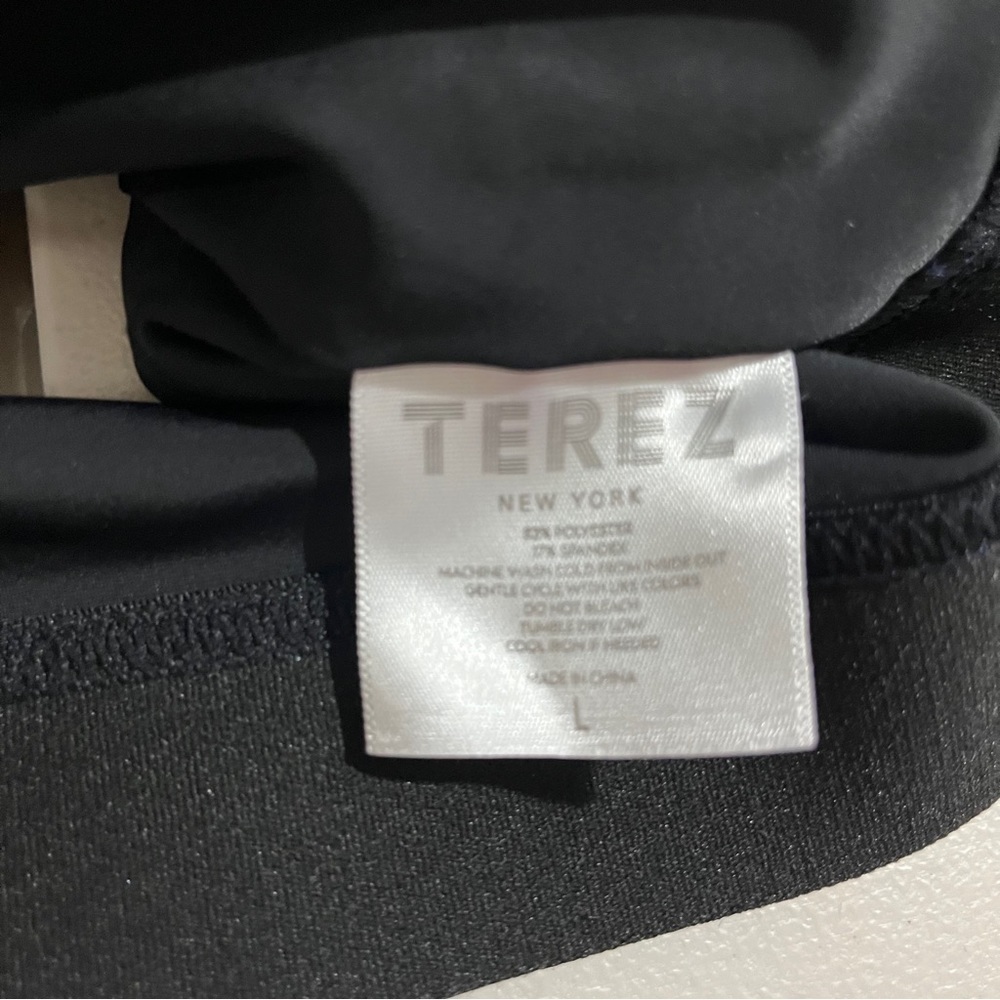 TEREZ
NEW YORK
83% POLYESTER
17% SPANDEX
MACHINE WASH COLD FROM INSIDE OUT
GENTLE CYCLE WITH LIKE COLORS
DO NOT BLEACH
TUMBLE DRY LOW
COOL IRON IF NEEDED
MADE IN CHINA
L